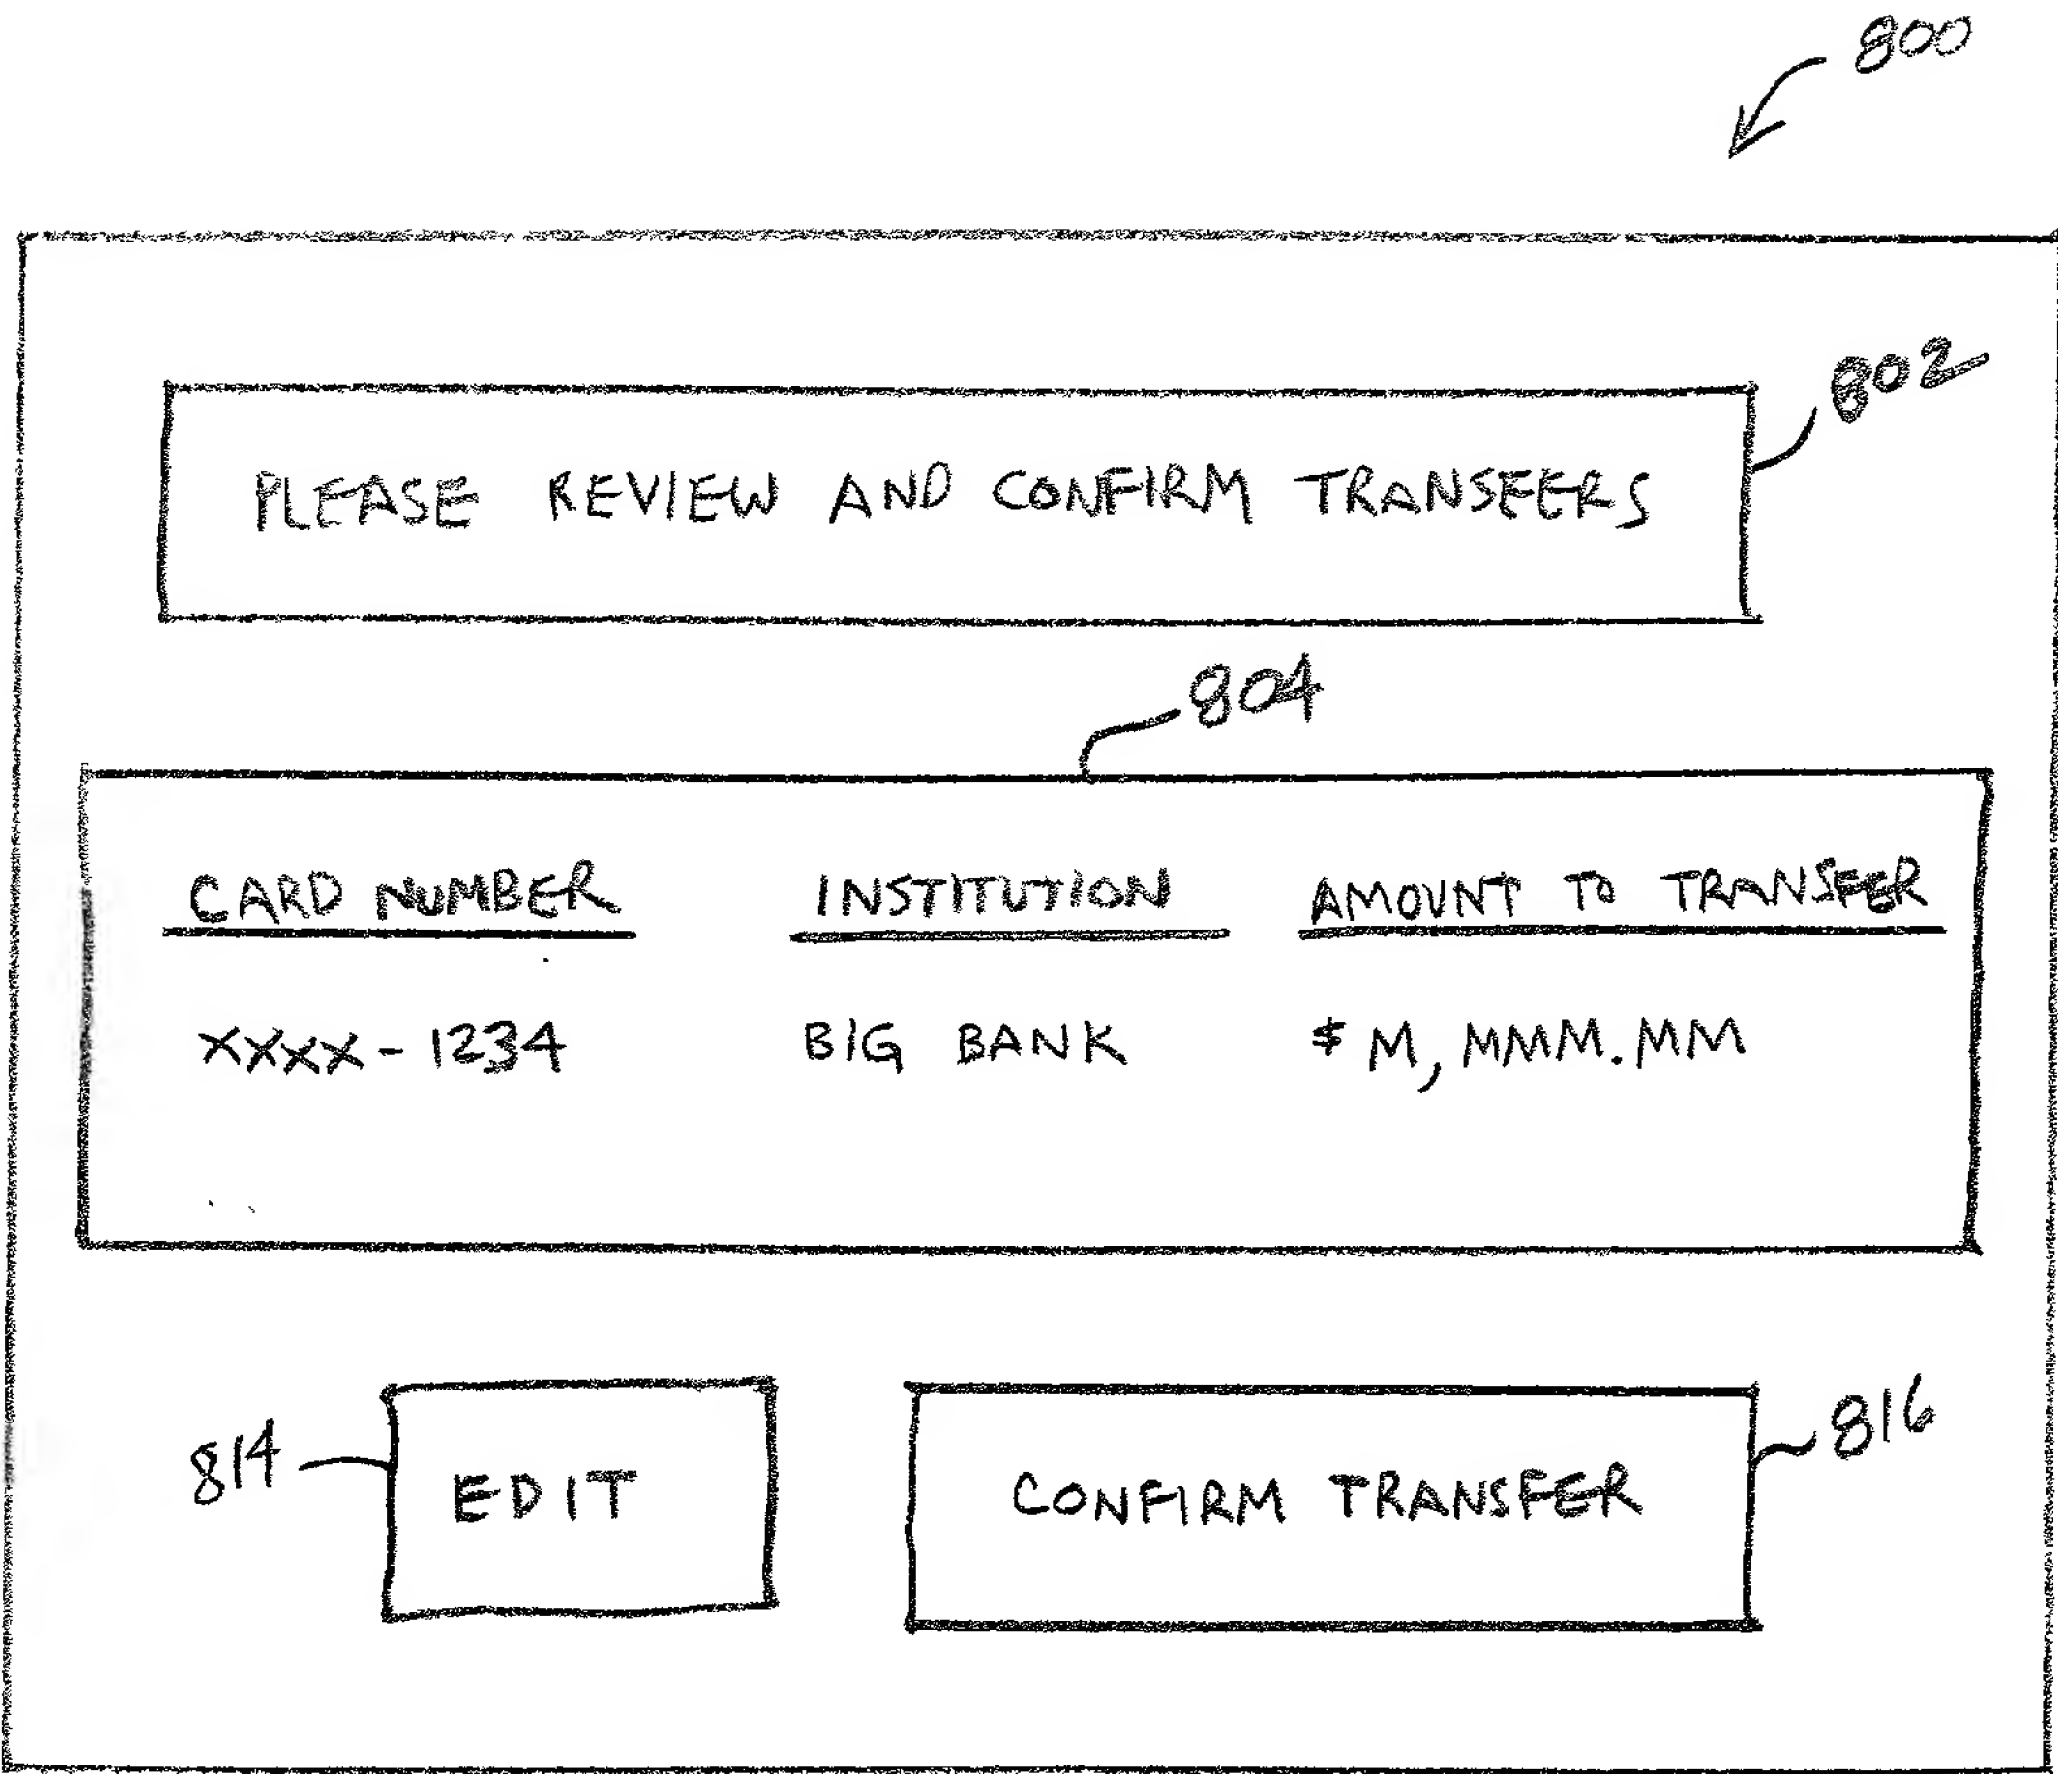 800
802
PLEASE REVIEW AND CONFIRM TRANSFERS
804
CARD NUMBER INSTITUTION AMOUNT TO TRANSFER
XXXX-1234 BIG BANK $ M, MMM.MM
814 EDIT CONFIRM TRANSFER 816